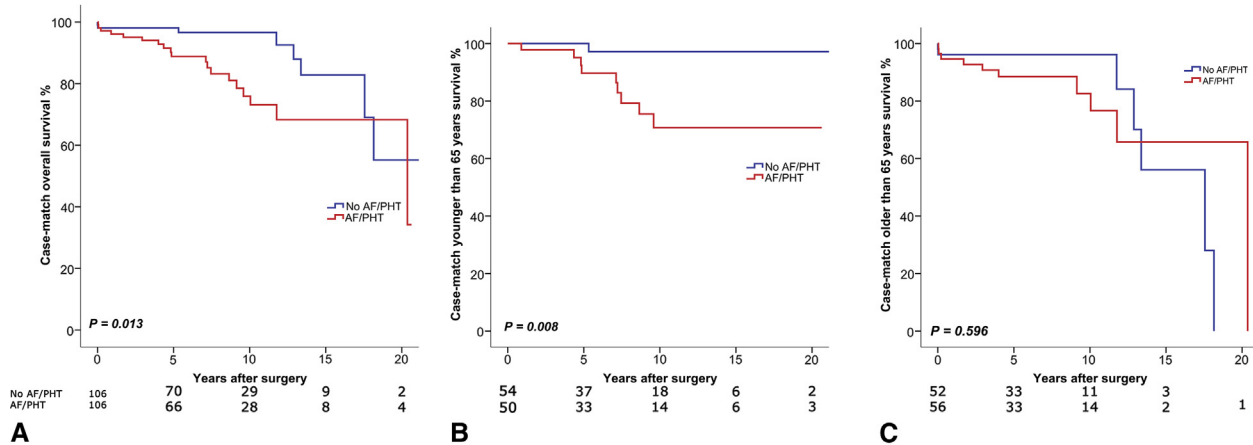 Case-match overall survival %
100
80
60
40
20
0
No AF/PHT
AF/PHT
P = 0.013
0 5 10 15 20
Years after surgery
No AF/PHT 106 70 29 9 2
AF/PHT 106 66 28 8 4
A
Case-match younger than 65 years survival %
100
80
60
40
20
0
No AF/PHT
AF/PHT
P = 0.008
0 5 10 15 20
Years after surgery
54 37 18 6 2
50 33 14 6 3
B
Case-match older than 65 years survival %
100
80
60
40
20
0
No AF/PHT
AF/PHT
P = 0.596
0 5 10 15 20
Years after surgery
52 33 11 3
56 33 14 2 1
C